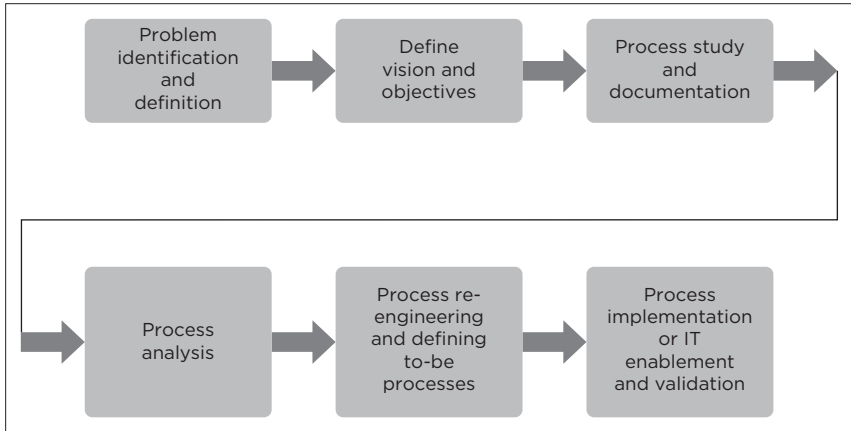 Problem
identification
and
definition
Define
vision and
objectives
Process study
and
documentation
Process
analysis
Process re-
engineering
and defining
to-be
processes
Process
implementation
or IT
enablement
and validation